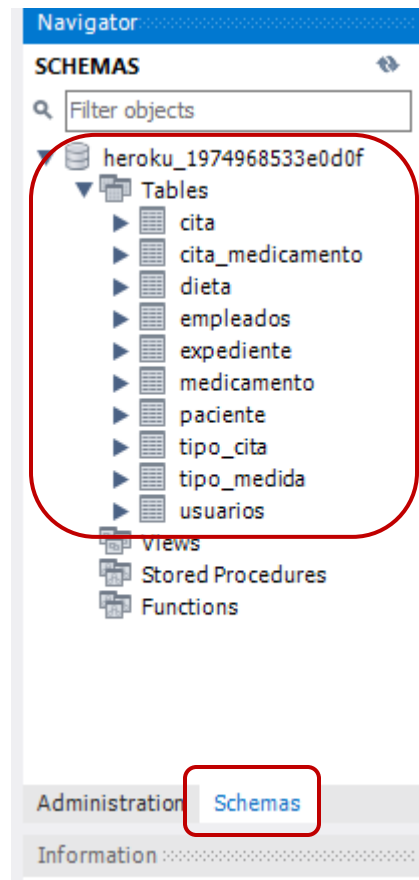 Navigator
SCHEMAS
Filter objects
heroku_1974968533e0d0f
Tables
cita
cita_medicamento
dieta
empleados
expediente
medicamento
paciente
tipo_cita
tipo_medida
usuarios
Views
Stored Procedures
Functions
Administration Schemas
Information